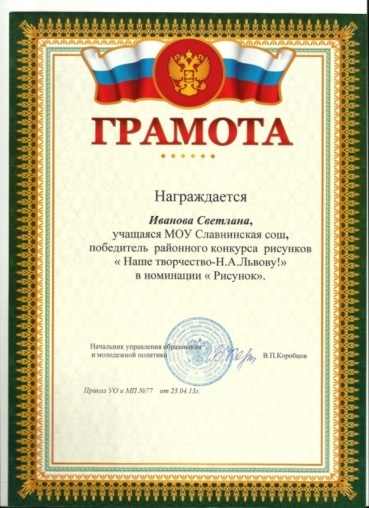 ГРАМОТА
Награждается
Иванова Светлана,
учащаяся МОУ Славнинская сош,
победитель районного конкурса рисунков
« Наше творчество-Н.А.Львову!»
в номинации « Рисунок».
Начальник управления образования
и молодежной политики В.П.Коробцов
Приказ УО и МП №77 от 23.04 13г.